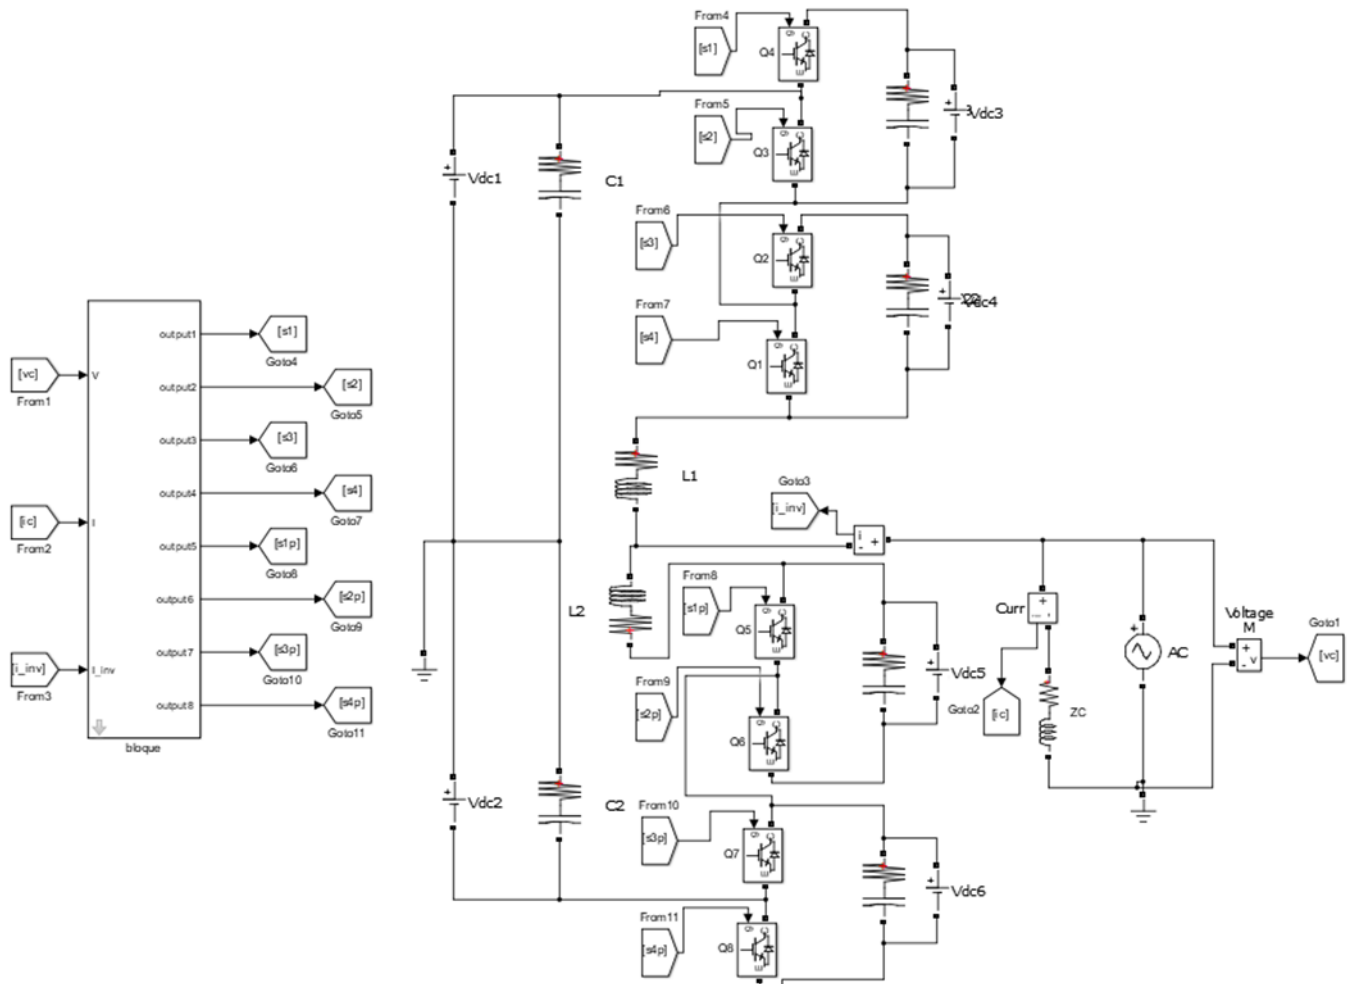 From4
[s1]
Q4
Vdc3
From5
[s2]
Q3
Vdc1
C1
From6
[s3]
Q2
Vdc4
From7
[s4]
Q1
L1
Goto3
[i_inv]
i
- +
[vc]
From1
[ic]
From2
[i_inv]
From3
V
I
I_inv
output1
output2
output3
output4
output5
output6
output7
output8
bloque
[s1]
Goto4
[s2]
Goto5
[s3]
Goto6
[s4]
Goto7
[s1p]
Goto8
[s2p]
Goto9
[s3p]
Goto10
[s4p]
Goto11
L2
From8
[s1p]
Q5
Vdc5
From9
[s2p]
Q6
Curr
Goto2
[ic]
ZC
AC
Voltage
M
+
v
-
Goto1
[vc]
Vdc2
C2
From10
[s3p]
Q7
Vdc6
From11
[s4p]
Q8